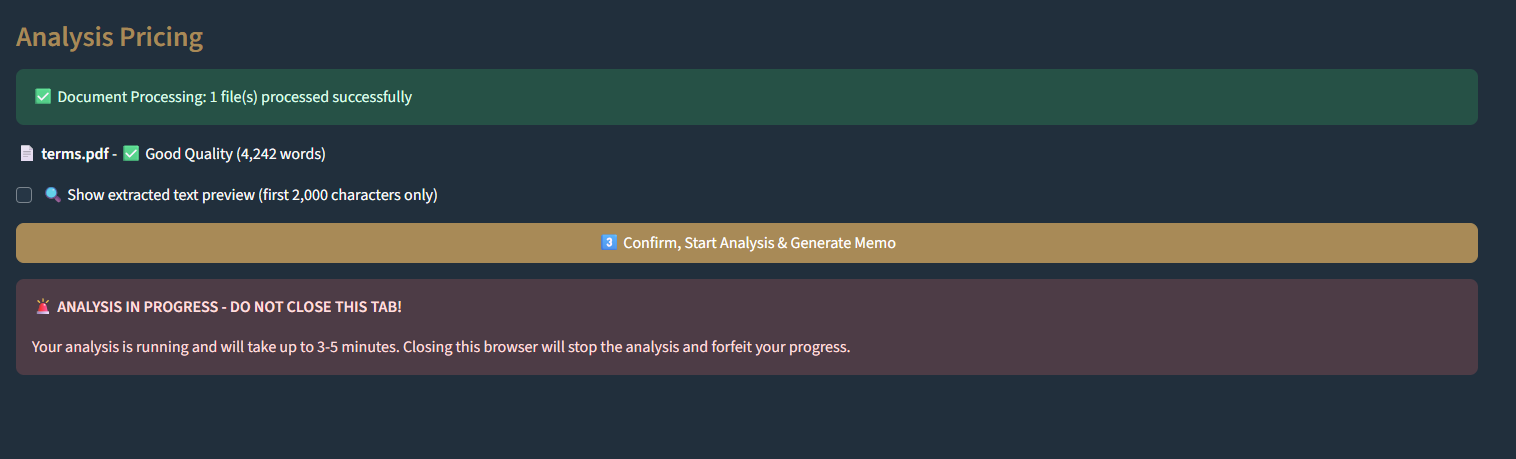 Analysis Pricing
✅ Document Processing: 1 file(s) processed successfully
📄 terms.pdf - ✅ Good Quality (4,242 words)
🔍 Show extracted text preview (first 2,000 characters only)
3️⃣ Confirm, Start Analysis & Generate Memo
🚨 ANALYSIS IN PROGRESS - DO NOT CLOSE THIS TAB!
Your analysis is running and will take up to 3-5 minutes. Closing this browser will stop the analysis and forfeit your progress.